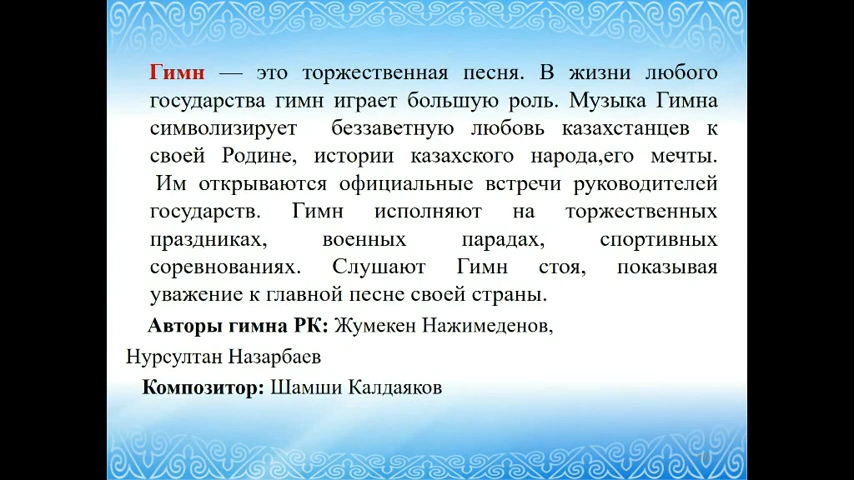 Гимн — это торжественная песня. В жизни любого
государства гимн играет большую роль. Музыка Гимна
символизирует беззаветную любовь казахстанцев к
своей Родине, истории казахского народа,его мечты.
Им открываются официальные встречи руководителей
государств. Гимн исполняют на торжественных
праздниках, военных парадах, спортивных
соревнованиях. Слушают Гимн стоя, показывая
уважение к главной песне своей страны.
Авторы гимна РК: Жумекен Нажимеденов,
Нурсултан Назарбаев
Композитор: Шамши Калдаяков